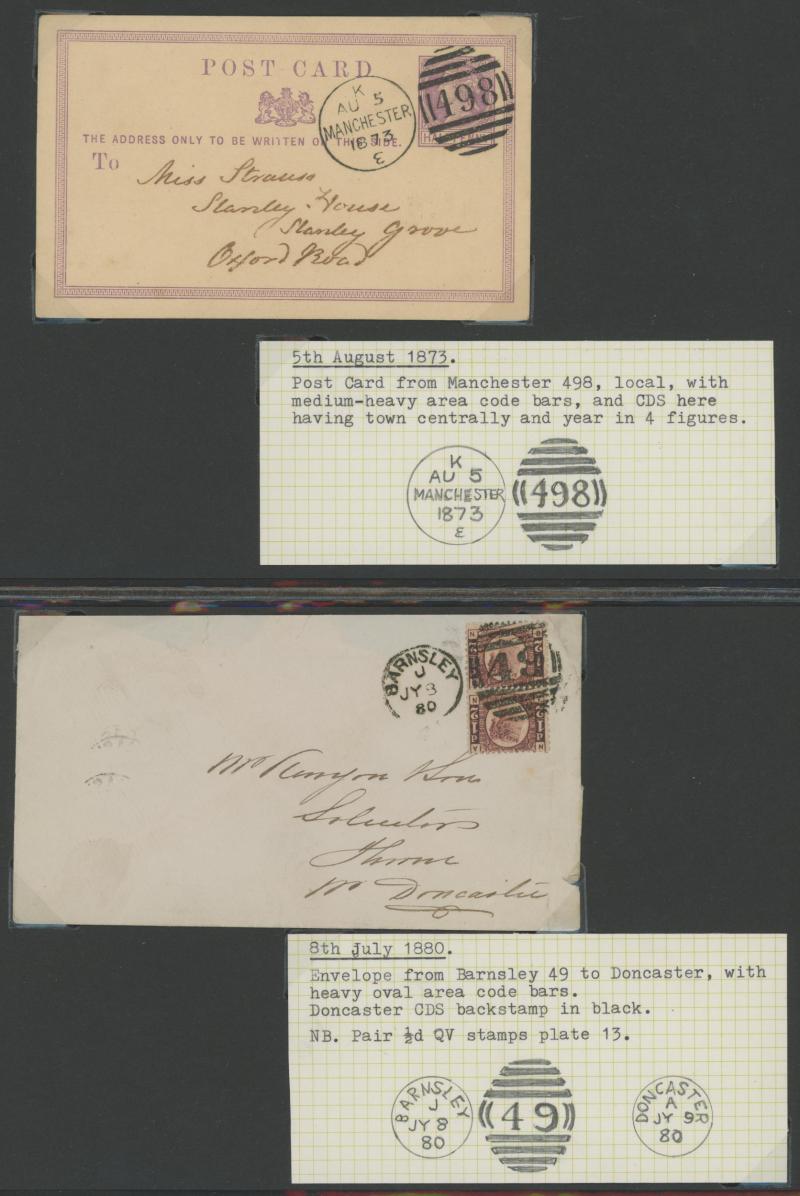 POST CARD
THE ADDRESS ONLY TO BE WRITTEN ON THIS SIDE.
K
AU 5
MANCHESTER
1873
E
498
HALFPENNY
To
Miss Strauss
Stanley House
Stanley Grove
Oxford Road
5th August 1873.
Post Card from Manchester 498, local, with
medium-heavy area code bars, and CDS here
having town centrally and year in 4 figures.
K
AU 5
MANCHESTER
1873
E
498
BARNSLEY
J
JY 8
80
49
Solicitors
Thorne
Doncaster
8th July 1880.
Envelope from Barnsley 49 to Doncaster, with
heavy oval area code bars.
Doncaster CDS backstamp in black.
NB. Pair ½d QV stamps plate 13.
BARNSLEY
J
JY 8
80
49
DONCASTER
A
JY 9
80